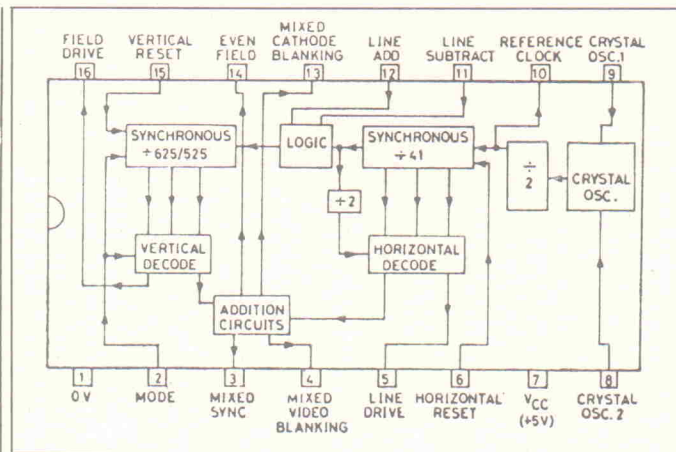 FIELD DRIVE
VERTICAL RESET
EVEN FIELD
MIXED CATHODE BLANKING
LINE ADD
LINE SUBTRACT
REFERENCE CLOCK
CRYSTAL OSC.1
16
15
14
13
12
11
10
9
SYNCHRONOUS
÷625/525
LOGIC
SYNCHRONOUS
÷41
÷
2
CRYSTAL
OSC.
÷2
VERTICAL
DECODE
HORIZONTAL
DECODE
ADDITION
CIRCUITS
1
2
3
4
5
6
7
8
0V
MODE
MIXED
SYNC
MIXED
VIDEO
BLANKING
LINE
DRIVE
HORIZONTAL
RESET
VCC
(+5V)
CRYSTAL
OSC. 2